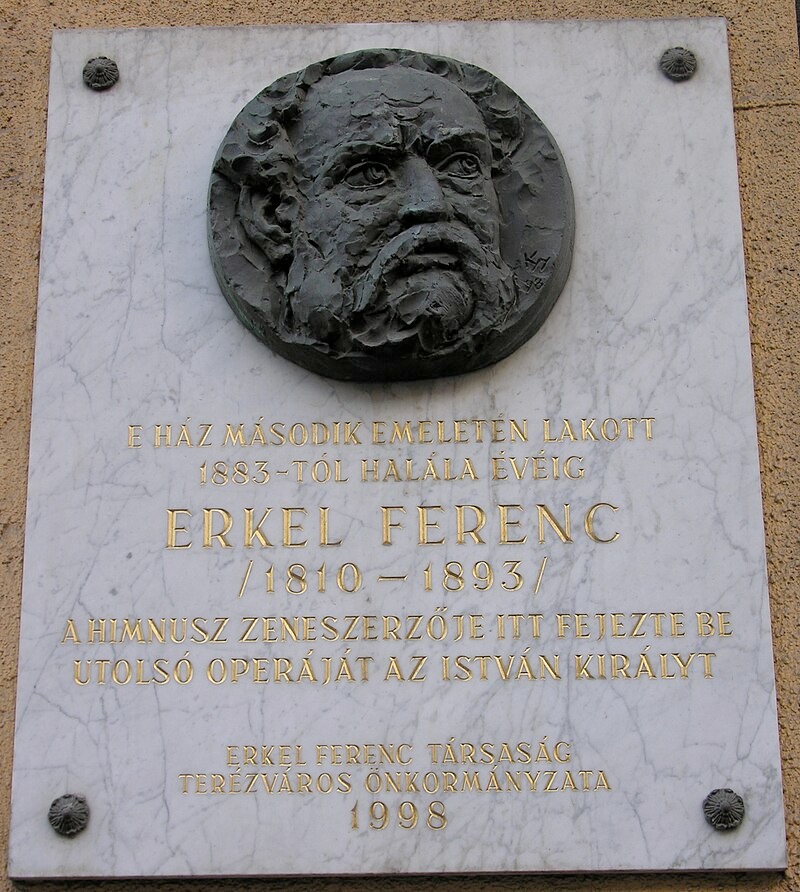 E HÁZ MÁSODIK EMELETÉN LAKOTT
1883-TÓL HALÁLA ÉVÉIG
ERKEL FERENC
/1810 – 1893/
A HIMNUSZ ZENESZERZŐJE·ITT FEJEZTE BE
UTOLSÓ OPERÁJÁT AZ ISTVÁN KIRÁLYT
ERKEL FERENC TÁRSASÁG
TERÉZVÁROS ÖNKORMÁNYZATA
1998